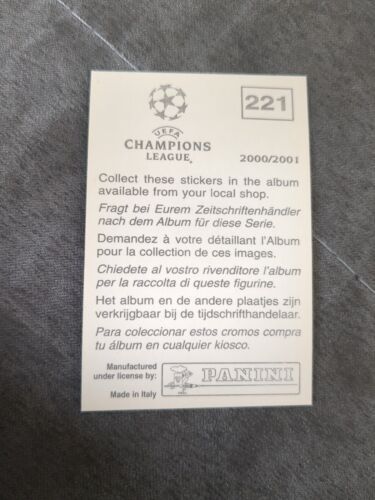 221
UEFA
CHAMPIONS
LEAGUE
2000/2001
Collect these stickers in the album
available from your local shop.
Fragt bei Eurem Zeitschriftenhändler
nach dem Album für diese Serie.
Demandez à votre détaillant l'Album
pour la collection de ces images.
Chiedete al vostro rivenditore l'album
per la raccolta di queste figurine.
Het album en de andere plaatjes zijn
verkrijgbaar bij de tijdschrifthandelaar.
Para coleccionar estos cromos compra
tu álbum en cualquier kiosco.
Manufactured
under license by:
PANINI
Made in Italy